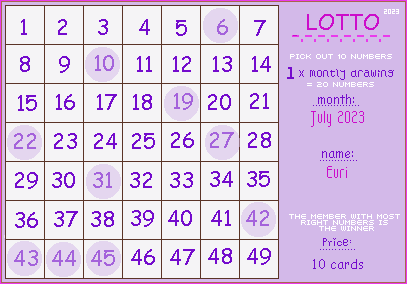 1 2 3 4 5 6 7
8 9 10 11 12 13 14
15 16 17 18 19 20 21
22 23 24 25 26 27 28
29 30 31 32 33 34 35
36 37 38 39 40 41 42
43 44 45 46 47 48 49
2023
LOTTO
PICK OUT 10 NUMBERS
1 x montly drawing
= 20 NUMBERS
month:
July 2023
name:
Evri
THE MEMBER WITH MOST
RIGHT NUMBERS IS
THE WINNER
Price:
10 cards